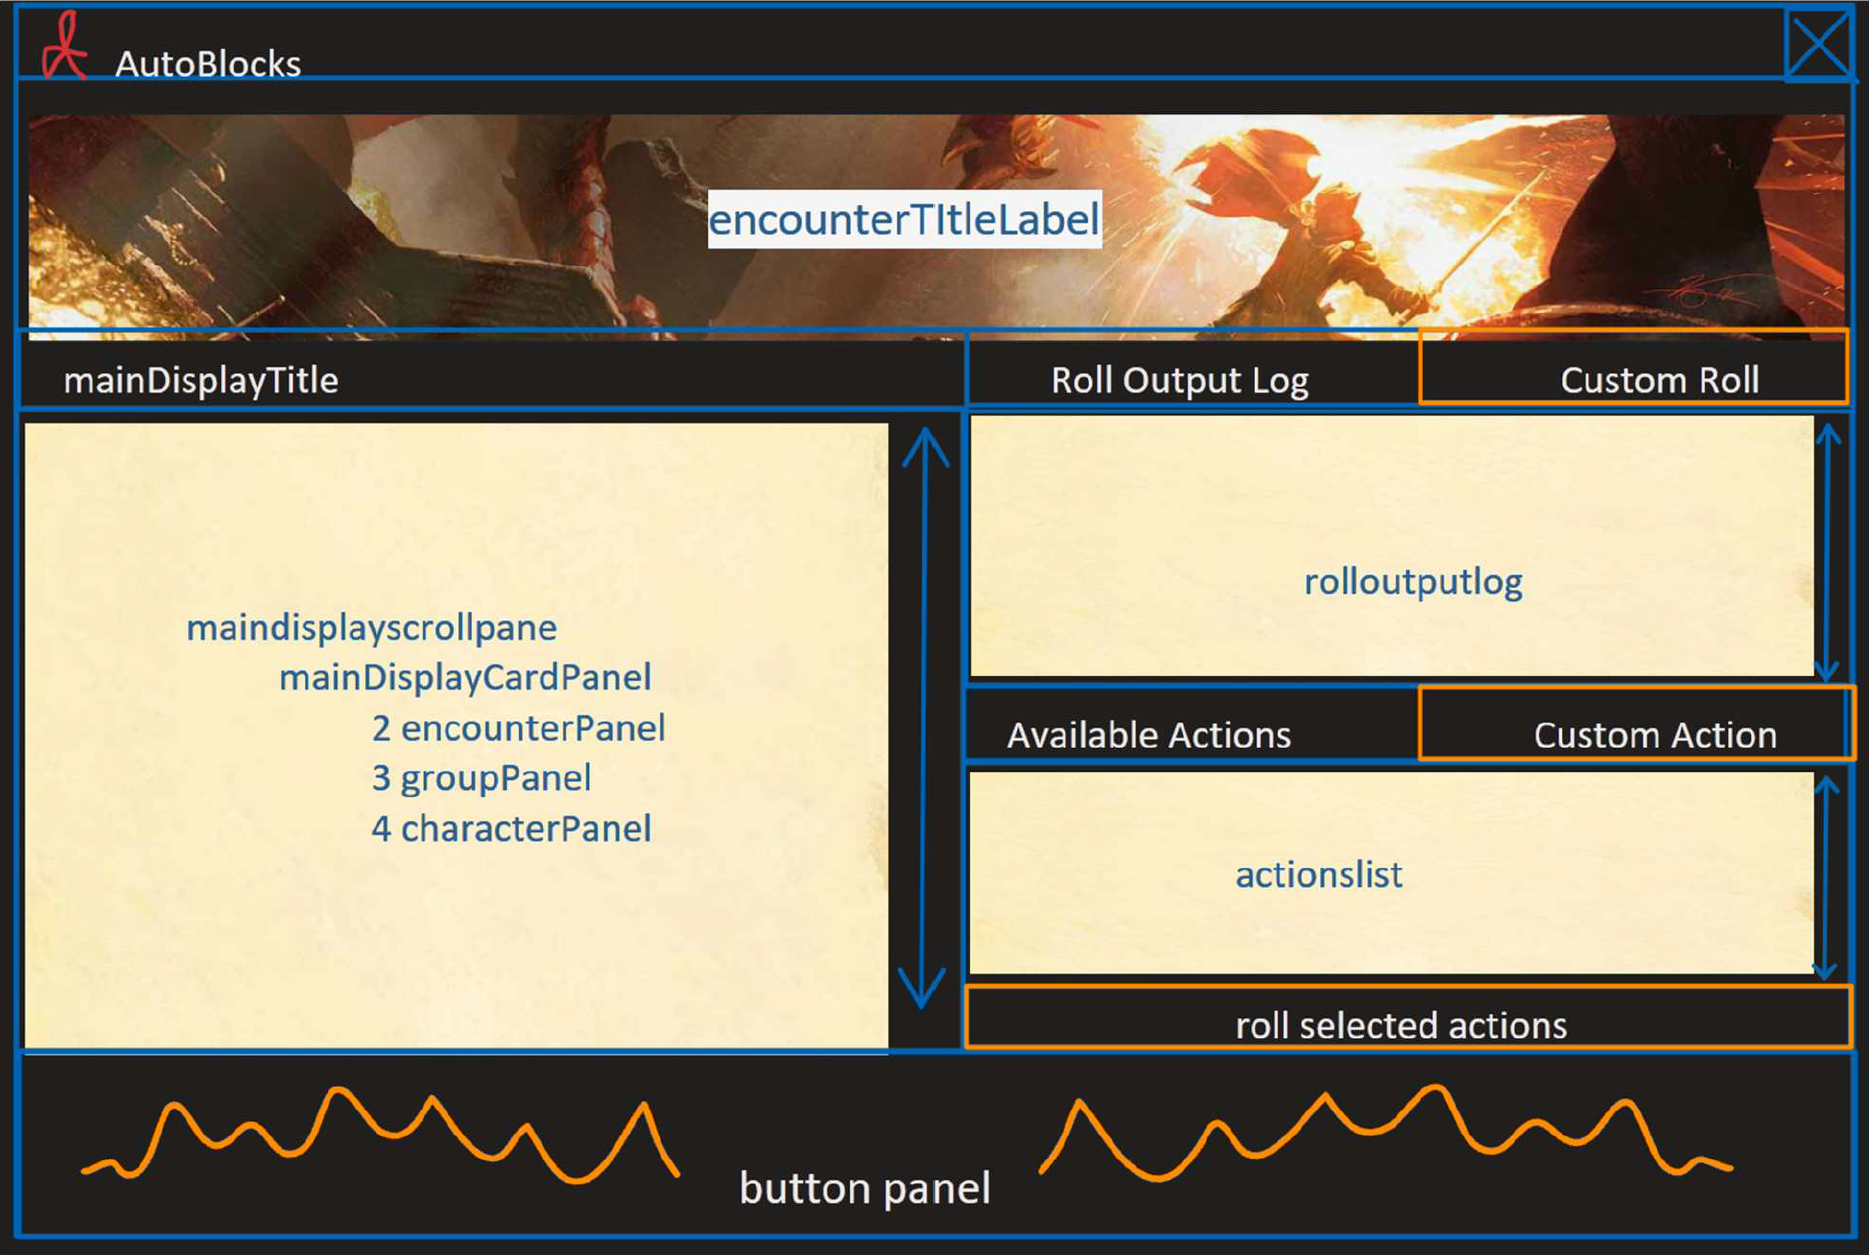 AutoBlocks
encounterTItleLabel
mainDisplayTitle
Roll Output Log
Custom Roll
maindisplayscrollpane
mainDisplayCardPanel
2 encounterPanel
3 groupPanel
4 characterPanel
rolloutputlog
Available Actions
Custom Action
actionslist
roll selected actions
button panel